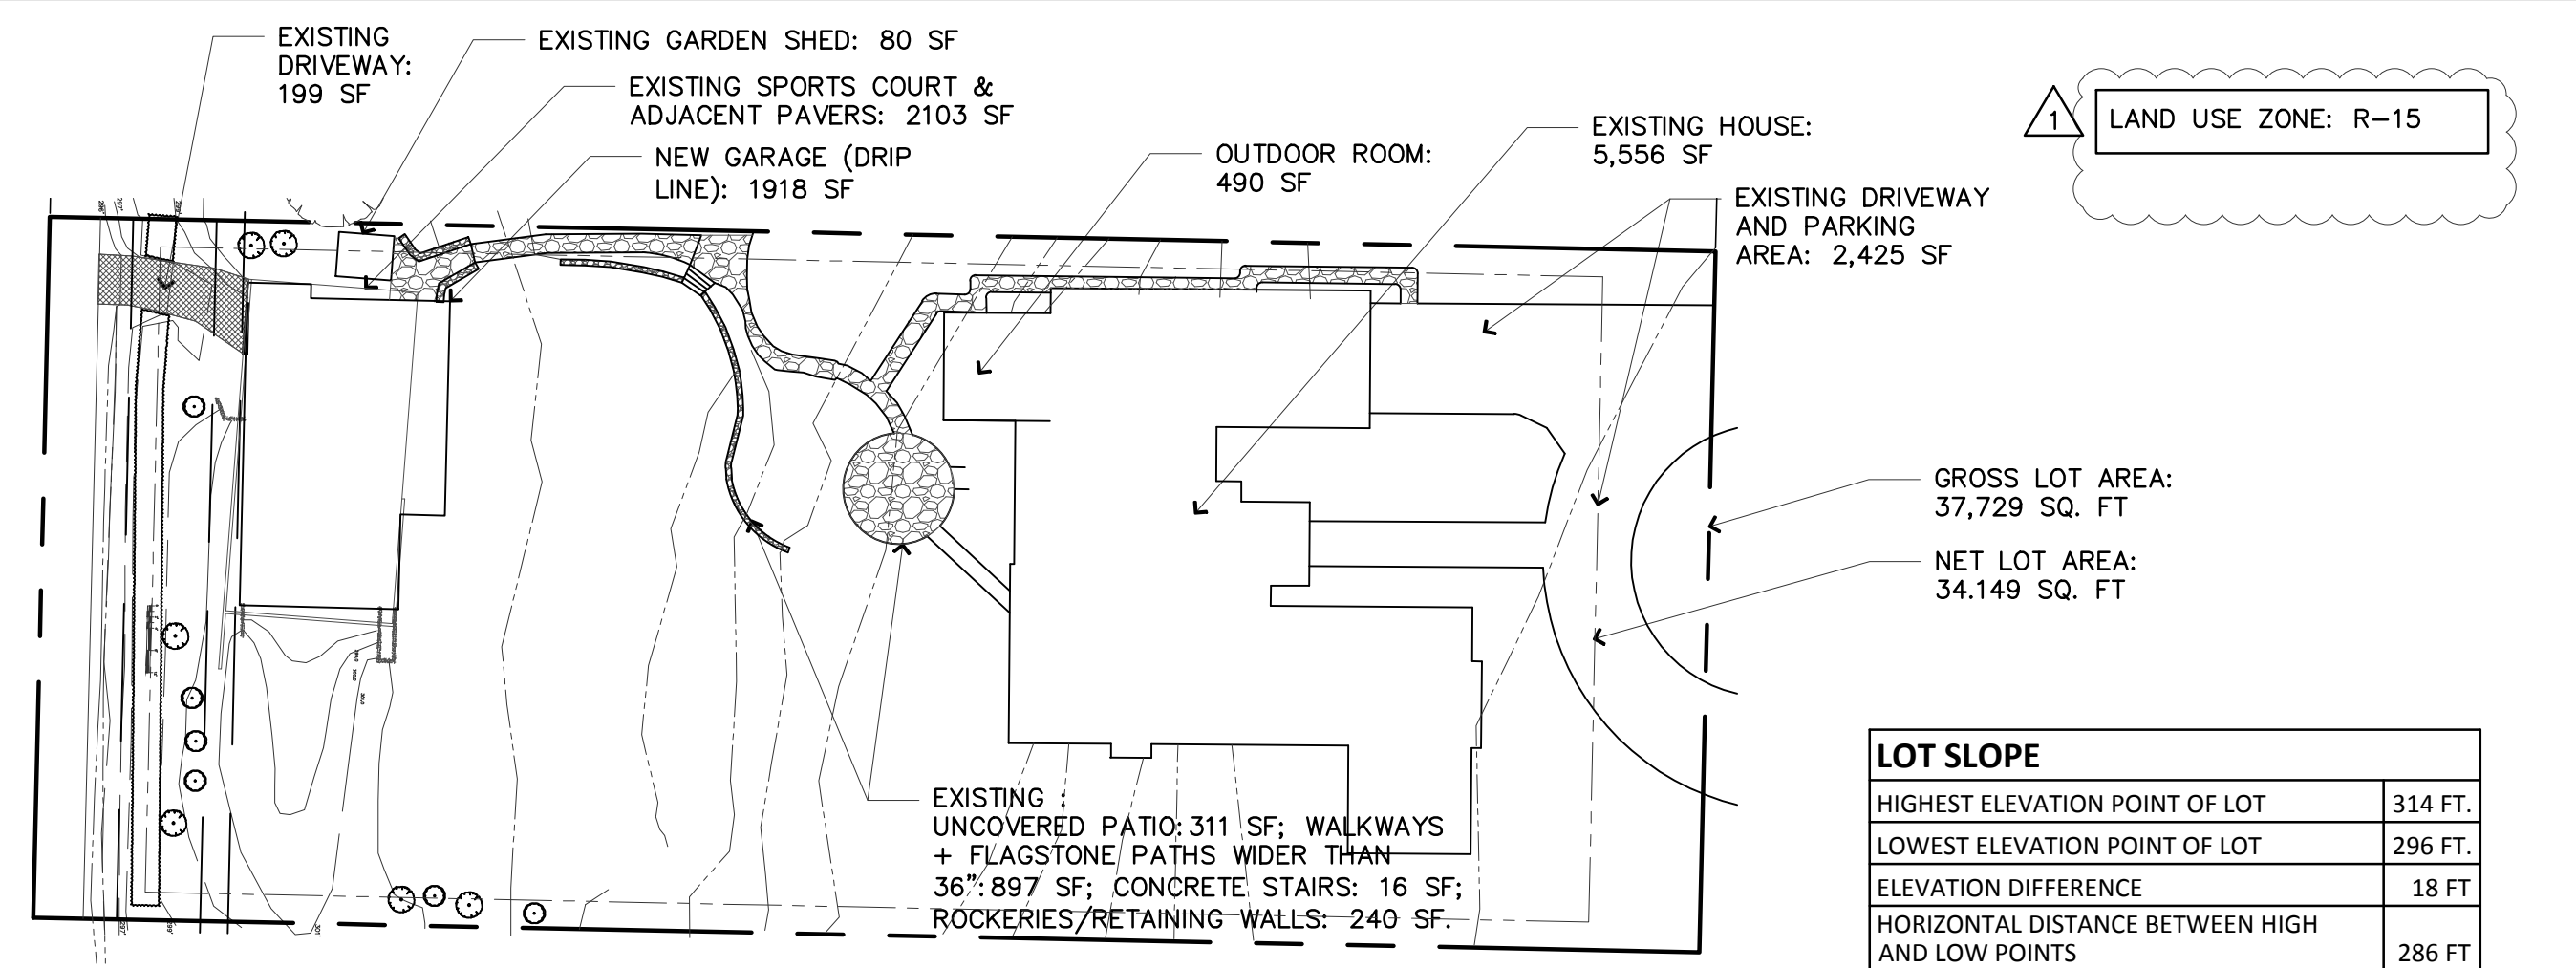 EXISTING
DRIVEWAY:
199 SF
EXISTING GARDEN SHED: 80 SF
EXISTING SPORTS COURT &
ADJACENT PAVERS: 2103 SF
NEW GARAGE (DRIP
LINE): 1918 SF
OUTDOOR ROOM:
490 SF
EXISTING HOUSE:
5,556 SF
EXISTING DRIVEWAY
AND PARKING
AREA: 2,425 SF
1
LAND USE ZONE: R-15
GROSS LOT AREA:
37,729 SQ. FT
NET LOT AREA:
34.149 SQ. FT
EXISTING :
UNCOVERED PATIO: 311 SF; WALKWAYS
+ FLAGSTONE PATHS WIDER THAN
36": 897 SF; CONCRETE STAIRS: 16 SF;
ROCKERIES/RETAINING WALLS: 240 SF.
LOT SLOPE
HIGHEST ELEVATION POINT OF LOT 314 FT.
LOWEST ELEVATION POINT OF LOT 296 FT.
ELEVATION DIFFERENCE 18 FT
HORIZONTAL DISTANCE BETWEEN HIGH
AND LOW POINTS 286 FT